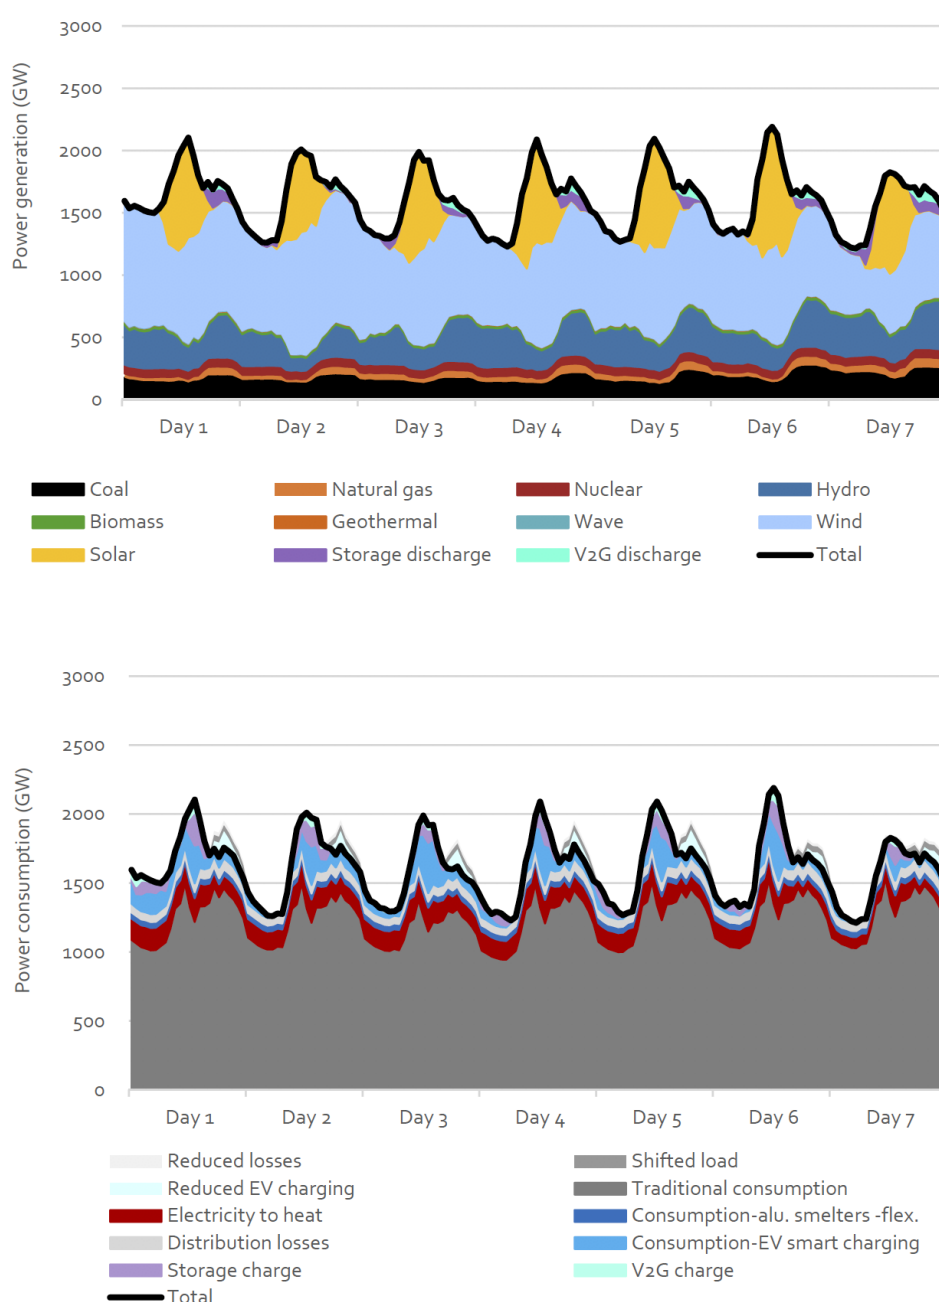 3000
2500
2000
1500
1000
500
0
Power generation (GW)
Day 1 Day 2 Day 3 Day 4 Day 5 Day 6 Day 7
Coal Natural gas Nuclear Hydro
Biomass Geothermal Wave Wind
Solar Storage discharge V2G discharge Total
3000
2500
2000
1500
1000
500
0
Power consumption (GW)
Day 1 Day 2 Day 3 Day 4 Day 5 Day 6 Day 7
Reduced losses Shifted load
Reduced EV charging Traditional consumption
Electricity to heat Consumption-alu. smelters -flex.
Distribution losses Consumption-EV smart charging
Storage charge V2G charge
Total